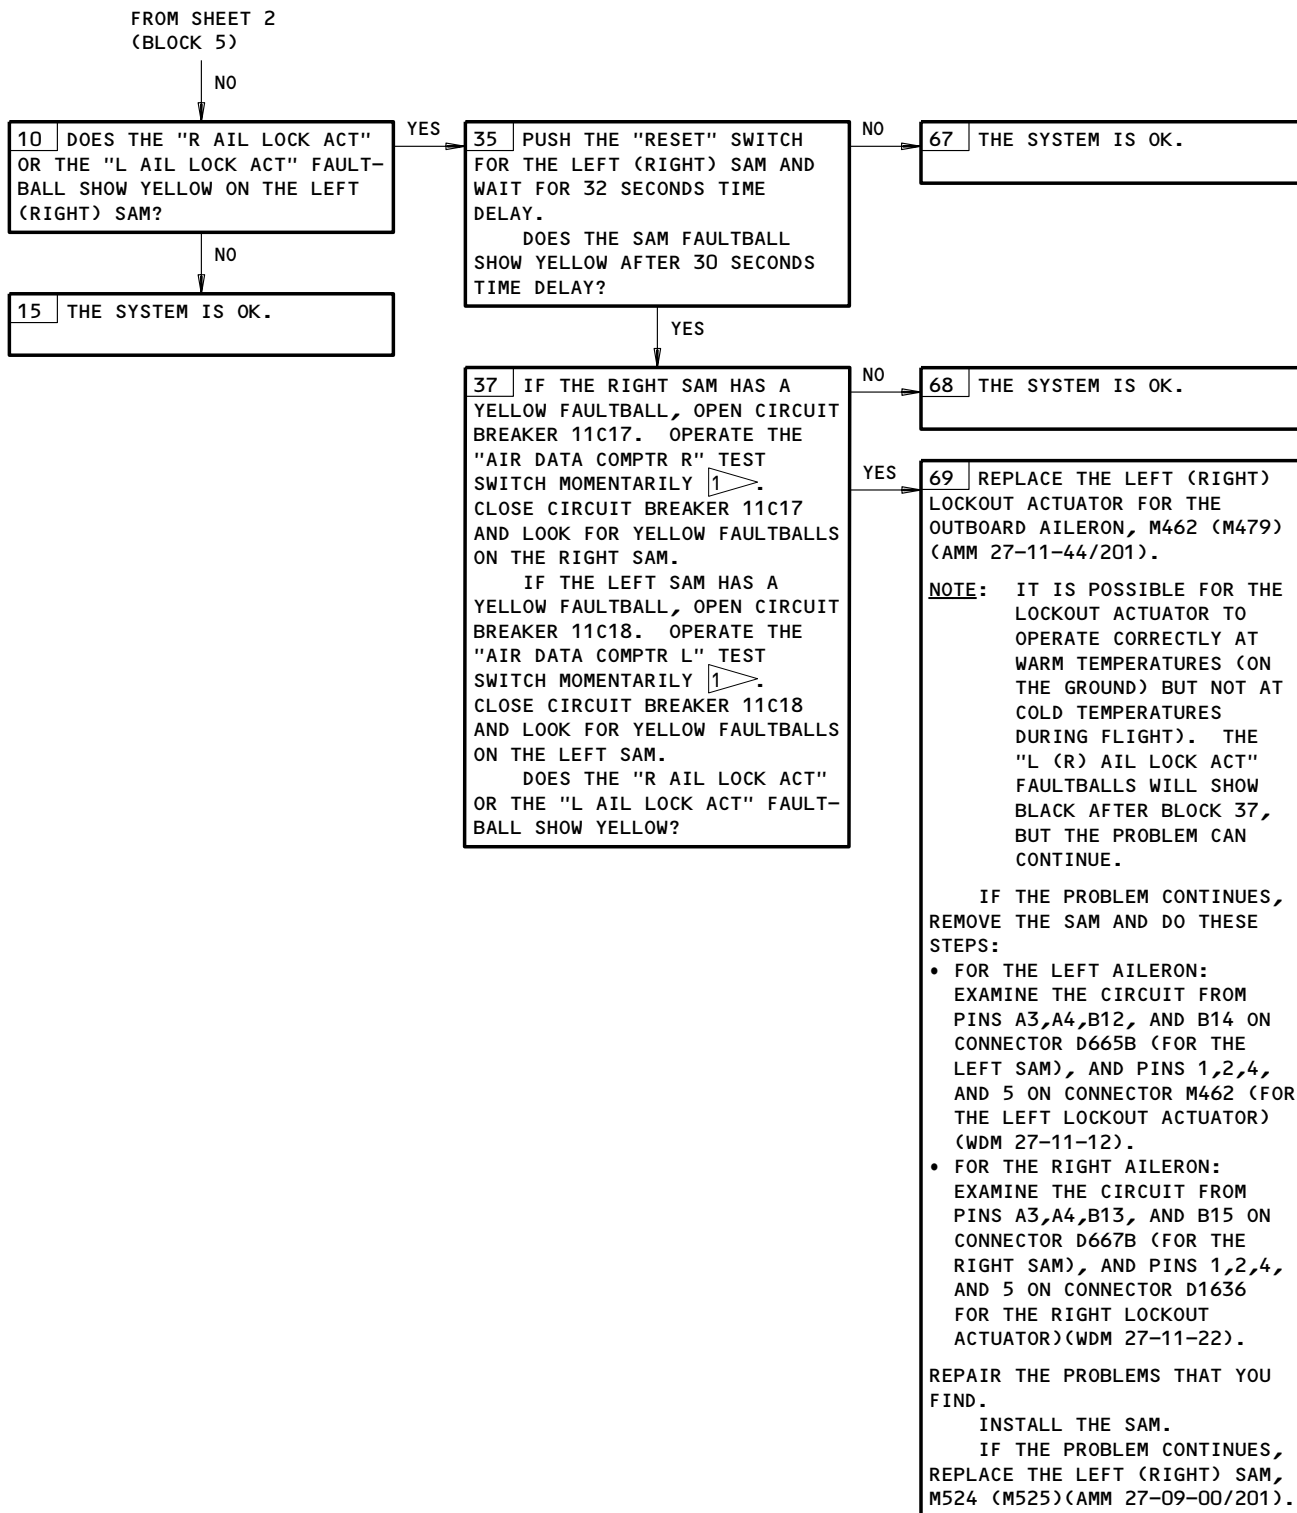 FROM SHEET 2
(BLOCK 5)
NO
10 DOES THE "R AIL LOCK ACT"
OR THE "L AIL LOCK ACT" FAULT-
BALL SHOW YELLOW ON THE LEFT
(RIGHT) SAM?
NO
15 THE SYSTEM IS OK.
YES
35 PUSH THE "RESET" SWITCH
FOR THE LEFT (RIGHT) SAM AND
WAIT FOR 32 SECONDS TIME
DELAY.
DOES THE SAM FAULTBALL
SHOW YELLOW AFTER 30 SECONDS
TIME DELAY?
NO
67 THE SYSTEM IS OK.
YES
37 IF THE RIGHT SAM HAS A
YELLOW FAULTBALL, OPEN CIRCUIT
BREAKER 11C17. OPERATE THE
"AIR DATA COMPTR R" TEST
SWITCH MOMENTARILY 1.
CLOSE CIRCUIT BREAKER 11C17
AND LOOK FOR YELLOW FAULTBALLS
ON THE RIGHT SAM.
IF THE LEFT SAM HAS A
YELLOW FAULTBALL, OPEN CIRCUIT
BREAKER 11C18. OPERATE THE
"AIR DATA COMPTR L" TEST
SWITCH MOMENTARILY 1.
CLOSE CIRCUIT BREAKER 11C18
AND LOOK FOR YELLOW FAULTBALLS
ON THE LEFT SAM.
DOES THE "R AIL LOCK ACT"
OR THE "L AIL LOCK ACT" FAULT-
BALL SHOW YELLOW?
NO
68 THE SYSTEM IS OK.
YES
69 REPLACE THE LEFT (RIGHT)
LOCKOUT ACTUATOR FOR THE
OUTBOARD AILERON, M462 (M479)
(AMM 27-11-44/201).
NOTE: IT IS POSSIBLE FOR THE
LOCKOUT ACTUATOR TO
OPERATE CORRECTLY AT
WARM TEMPERATURES (ON
THE GROUND) BUT NOT AT
COLD TEMPERATURES
DURING FLIGHT). THE
"L (R) AIL LOCK ACT"
FAULTBALLS WILL SHOW
BLACK AFTER BLOCK 37,
BUT THE PROBLEM CAN
CONTINUE.
IF THE PROBLEM CONTINUES,
REMOVE THE SAM AND DO THESE
STEPS:
• FOR THE LEFT AILERON:
EXAMINE THE CIRCUIT FROM
PINS A3,A4,B12, AND B14 ON
CONNECTOR D665B (FOR THE
LEFT SAM), AND PINS 1,2,4,
AND 5 ON CONNECTOR M462 (FOR
THE LEFT LOCKOUT ACTUATOR)
(WDM 27-11-12).
• FOR THE RIGHT AILERON:
EXAMINE THE CIRCUIT FROM
PINS A3,A4,B13, AND B15 ON
CONNECTOR D667B (FOR THE
RIGHT SAM), AND PINS 1,2,4,
AND 5 ON CONNECTOR D1636
FOR THE RIGHT LOCKOUT
ACTUATOR)(WDM 27-11-22).
REPAIR THE PROBLEMS THAT YOU
FIND.
INSTALL THE SAM.
IF THE PROBLEM CONTINUES,
REPLACE THE LEFT (RIGHT) SAM,
M524 (M525)(AMM 27-09-00/201).